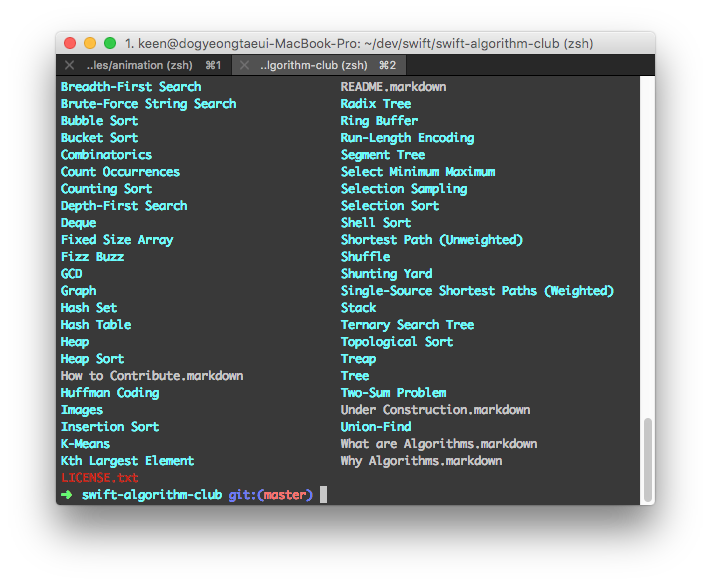 1. keen@dogyeongtaeui-MacBook-Pro: ~/dev/swift/swift-algorithm-club (zsh)
..les/animation (zsh) ⌘1 ..lgorithm-club (zsh) ⌘2
Breadth-First Search README.markdown
Brute-Force String Search Radix Tree
Bubble Sort Ring Buffer
Bucket Sort Run-Length Encoding
Combinatorics Segment Tree
Count Occurrences Select Minimum Maximum
Counting Sort Selection Sampling
Depth-First Search Selection Sort
Deque Shell Sort
Fixed Size Array Shortest Path (Unweighted)
Fizz Buzz Shuffle
GCD Shunting Yard
Graph Single-Source Shortest Paths (Weighted)
Hash Set Stack
Hash Table Ternary Search Tree
Heap Topological Sort
Heap Sort Treap
How to Contribute.markdown Tree
Huffman Coding Two-Sum Problem
Images Under Construction.markdown
Insertion Sort Union-Find
K-Means What are Algorithms.markdown
Kth Largest Element Why Algorithms.markdown
LICENSE.txt
➜ swift-algorithm-club git:(master)